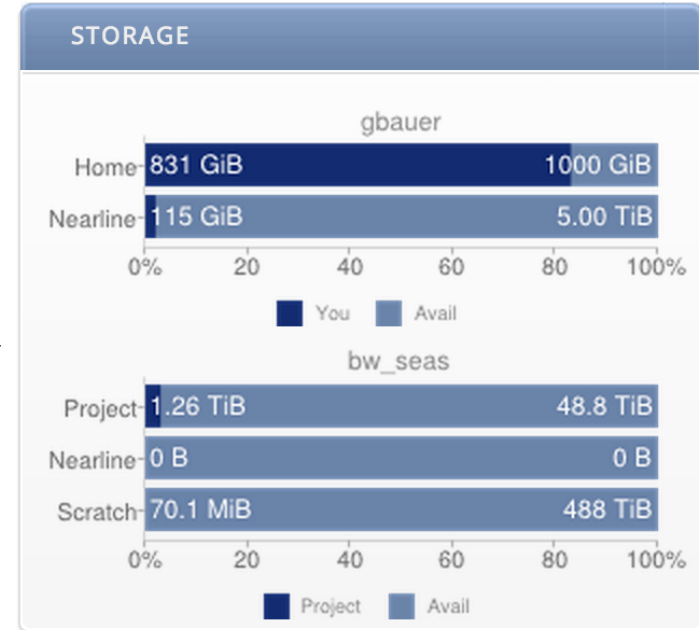 STORAGE
gbauer
Home 831 GiB 1000 GiB
Nearline 115 GiB 5.00 TiB
0% 20 40 60 80 100%
You Avail
bw_seas
Project 1.26 TiB 48.8 TiB
Nearline 0 B 0 B
Scratch 70.1 MiB 488 TiB
0% 20 40 60 80 100%
Project Avail